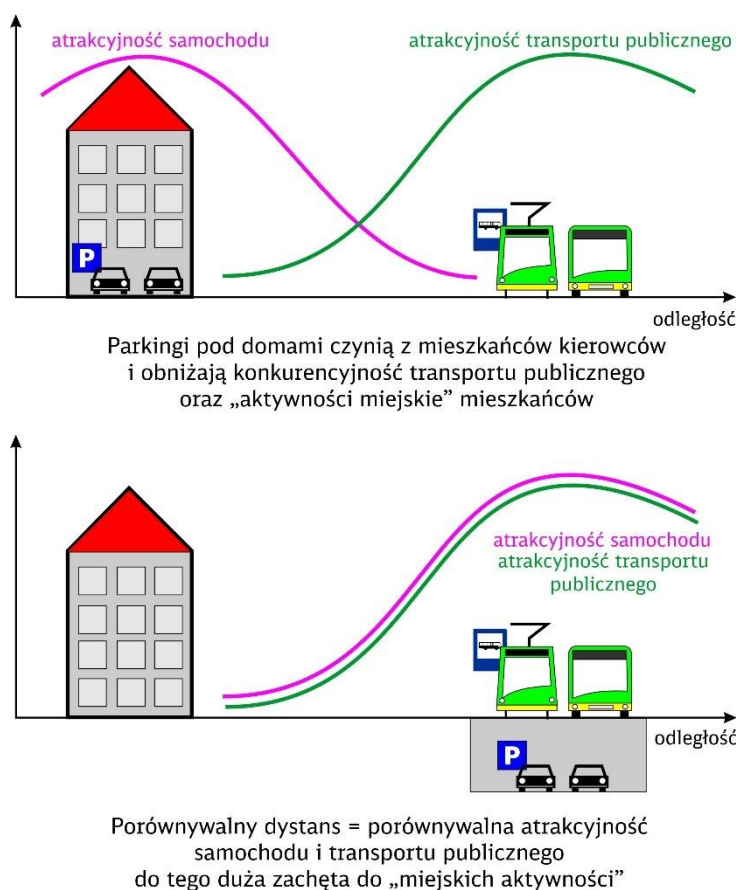 atrakcyjność samochodu
atrakcyjność transportu publicznego
P
odległość
Parkingi pod domami czynią z mieszkańców kierowców
i obniżają konkurencyjność transportu publicznego
oraz „aktywności miejskie” mieszkańców
atrakcyjność samochodu
atrakcyjność transportu
publicznego
odległość
P
Porównywalny dystans = porównywalna atrakcyjność
samochodu i transportu publicznego
do tego duża zachęta do „miejskich aktywności”